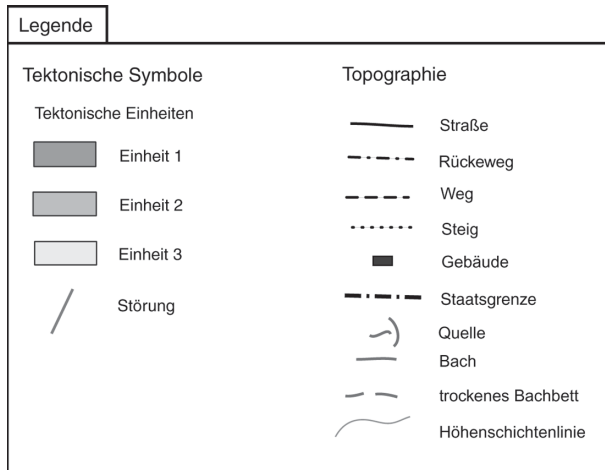 Legende
Tektonische Symbole
Tektonische Einheiten
Einheit 1
Einheit 2
Einheit 3
Störung
Topographie
Straße
Rückeweg
Weg
Steig
Gebäude
Staatsgrenze
Quelle
Bach
trockenes Bachbett
Höhenschichtenlinie